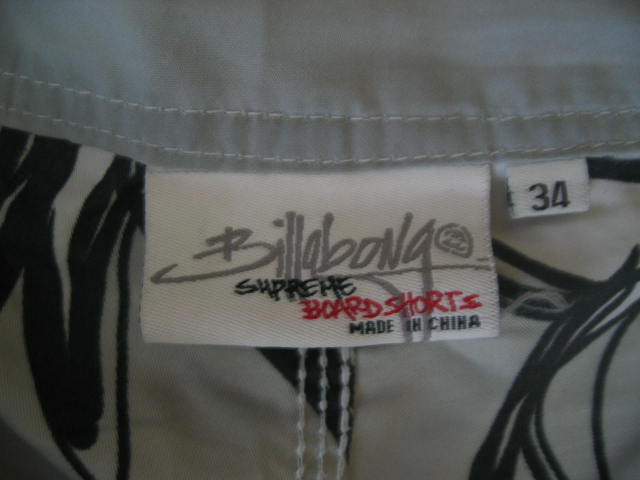 Billabong
SUPREME
BOARDSHORTS
MADE IN CHINA
34